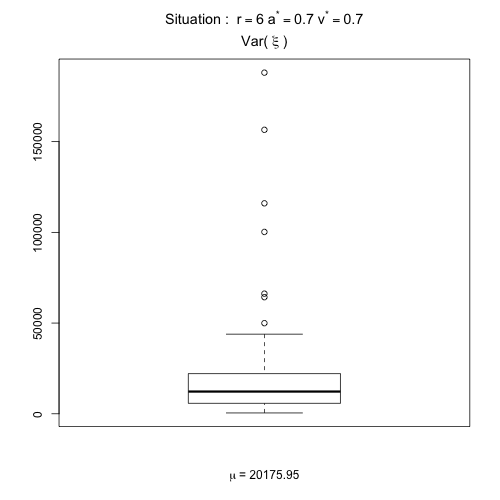 Situation : r = 6 a* = 0.7 v* = 0.7
Var( ξ )
150000
100000
50000
0
μ = 20175.95